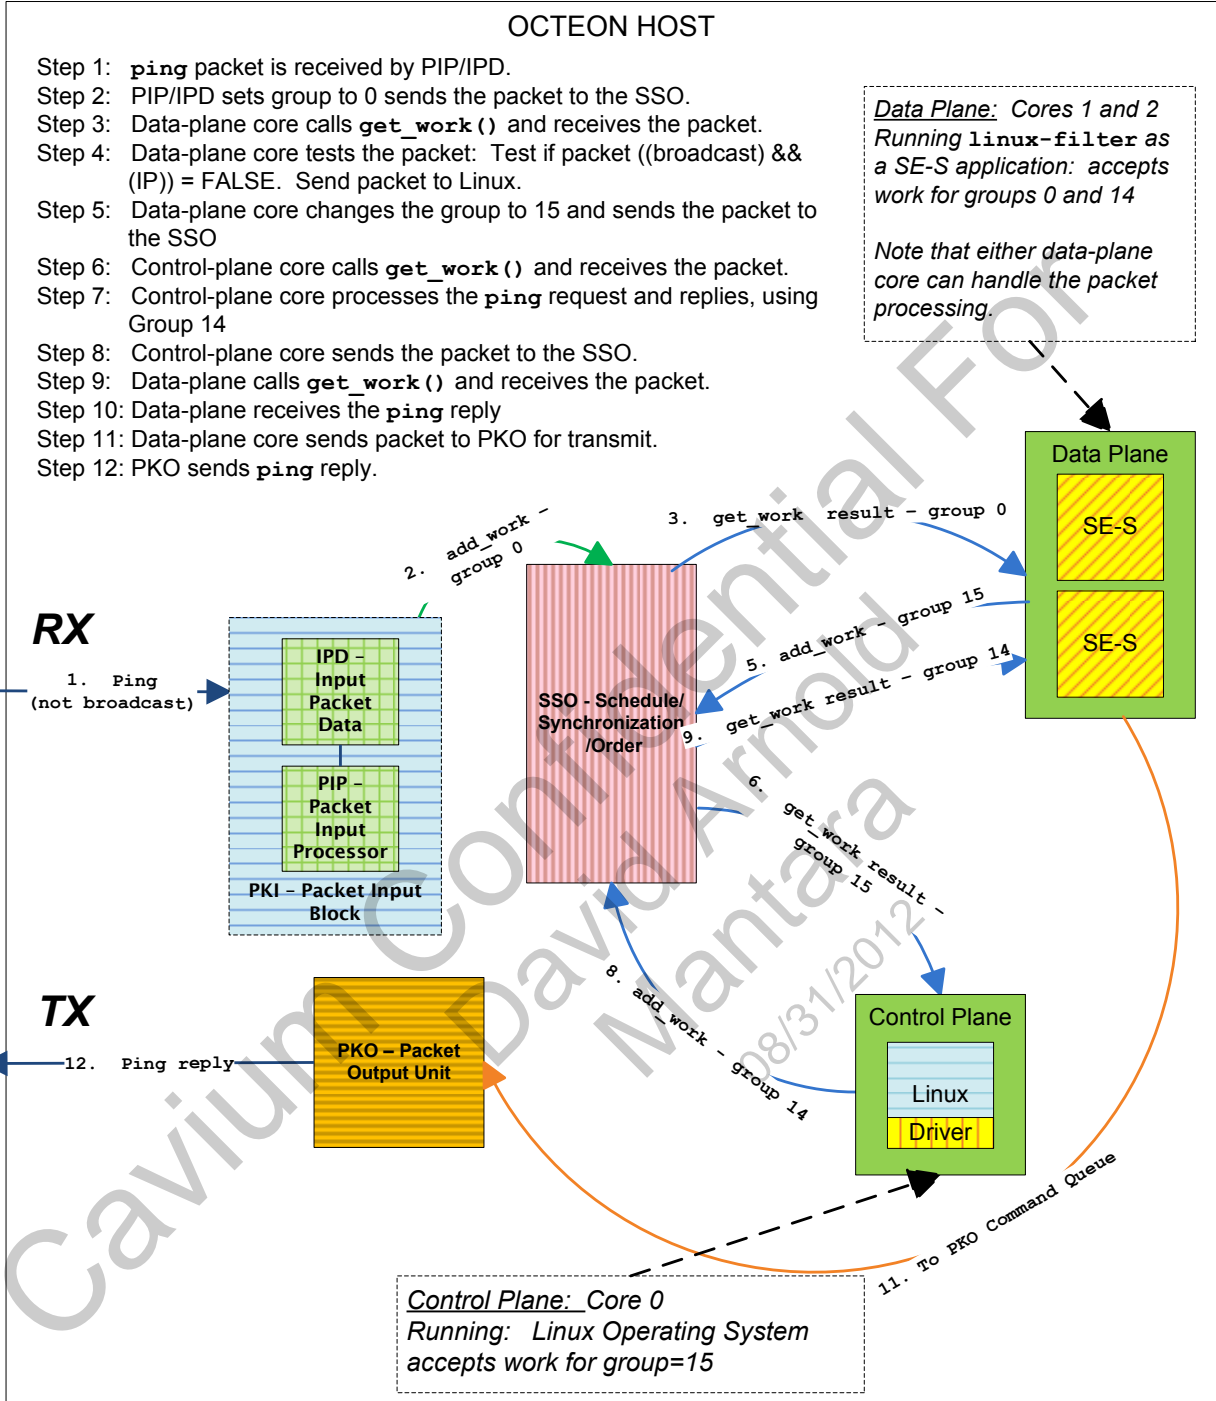 OCTEON HOST
Step 1: ping packet is received by PIP/IPD.
Step 2: PIP/IPD sets group to 0 sends the packet to the SSO.
Step 3: Data-plane core calls get_work() and receives the packet.
Step 4: Data-plane core tests the packet: Test if packet ((broadcast) &&
(IP)) = FALSE. Send packet to Linux.
Step 5: Data-plane core changes the group to 15 and sends the packet to
the SSO
Step 6: Control-plane core calls get_work() and receives the packet.
Step 7: Control-plane core processes the ping request and replies, using
Group 14
Step 8: Control-plane core sends the packet to the SSO.
Step 9: Data-plane calls get_work() and receives the packet.
Step 10: Data-plane receives the ping reply
Step 11: Data-plane core sends packet to PKO for transmit.
Step 12: PKO sends ping reply.
Data Plane: Cores 1 and 2
Running linux-filter as
a SE-S application: accepts
work for groups 0 and 14
Note that either data-plane
core can handle the packet
processing.
Data Plane
SE-S
SE-S
2. add_work –
group 0
3. get_work result – group 0
5. add_work – group 15
9. get_work result – group 14
RX
1. Ping
(not broadcast)
IPD –
Input
Packet
Data
PIP –
Packet
Input
Processor
PKI – Packet Input
Block
SSO - Schedule/
Synchronization
/Order
6. get_work result –
group 15
8. add_work - group 14
TX
12. Ping reply
PKO – Packet
Output Unit
Control Plane
Linux
Driver
11. To PKO Command Queue
Control Plane: Core 0
Running: Linux Operating System
accepts work for group=15
Cavium Confidential For
David Arnold
Mantara
08/31/2012